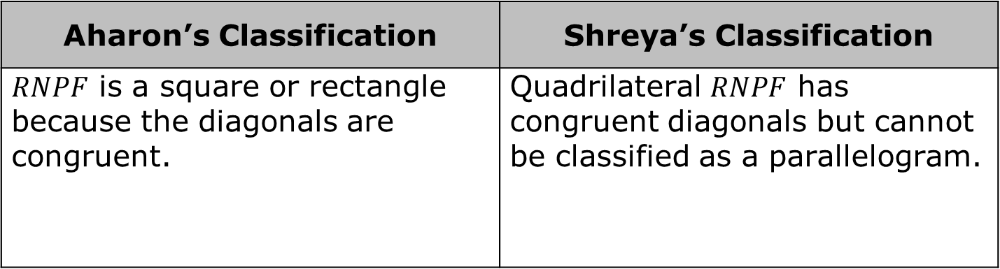 Aharon’s Classification
Shreya’s Classification
𝑅𝑁𝑃𝐹 is a square or rectangle
because the diagonals are
congruent.
Quadrilateral 𝑅𝑁𝑃𝐹 has
congruent diagonals but cannot
be classified as a parallelogram.